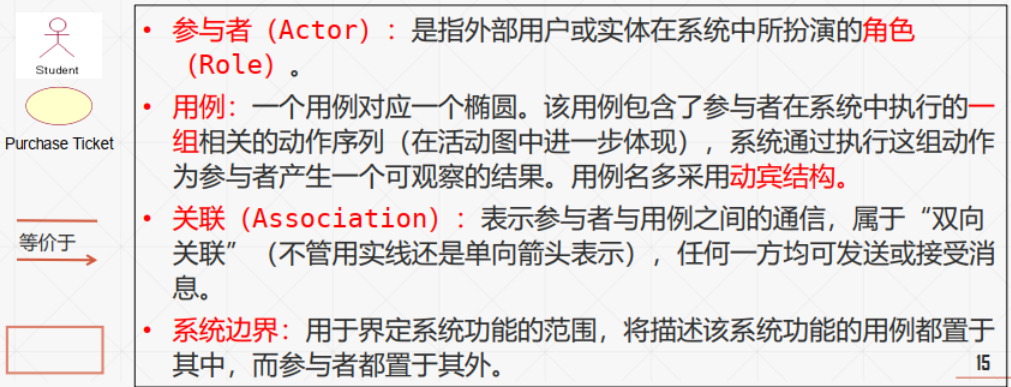 Student
Purchase Ticket
等价于
• 参与者（Actor）：是指外部用户或实体在系统中所扮演的角色
（Role）。
• 用例：一个用例对应一个椭圆。该用例包含了参与者在系统中执行的一
组相关的动作序列（在活动图中进一步体现），系统通过执行这组动作
为参与者产生一个可观察的结果。用例名多采用动宾结构。
• 关联（Association）：表示参与者与用例之间的通信，属于“双向
关联”（不管用实线还是单向箭头表示），任何一方均可发送或接受消
息。
• 系统边界：用于界定系统功能的范围，将描述该系统功能的用例都置于
其中，而参与者都置于其外。
15